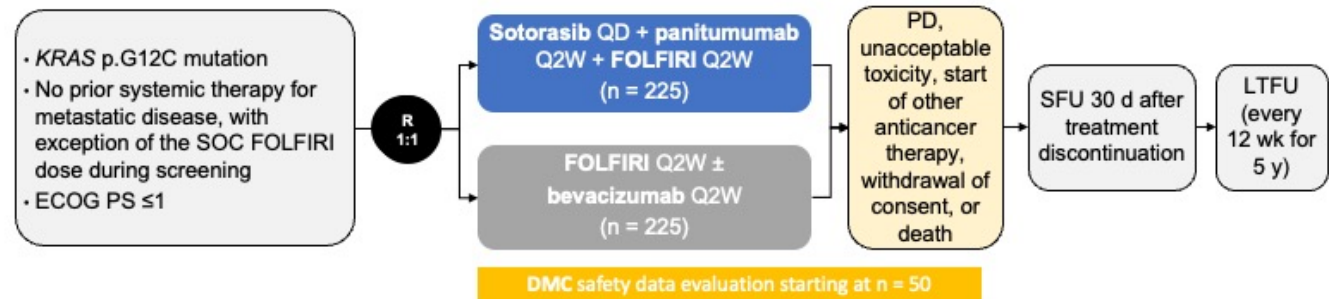 • KRAS p.G12C mutation
• No prior systemic therapy for
metastatic disease, with
exception of the SOC FOLFIRI
dose during screening
• ECOG PS ≤1
R
1:1
Sotorasib QD + panitumumab
Q2W + FOLFIRI Q2W
(n = 225)
FOLFIRI Q2W ±
bevacizumab Q2W
(n = 225)
DMC safety data evaluation starting at n = 50
PD,
unacceptable
toxicity, start
of other
anticancer
therapy,
withdrawal of
consent, or
death
SFU 30 d after
treatment
discontinuation
LTFU
(every
12 wk for
5 y)